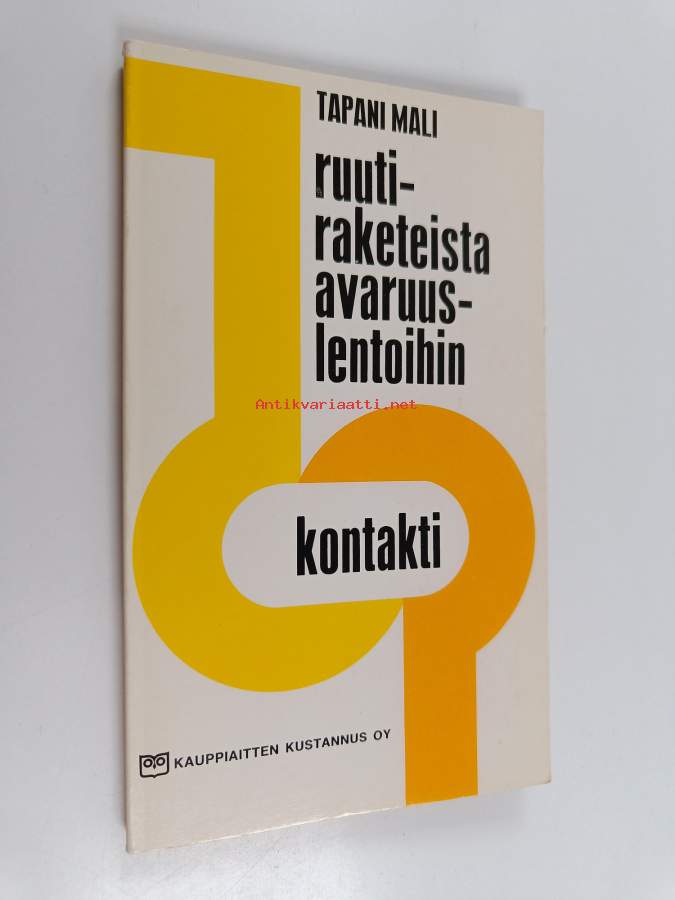 TAPANI MALI
ruuti-
raketeista
avaruus-
lentoihin
Antikvariaatti.net
kontakti
KAUPPIAITTEN KUSTANNUS OY